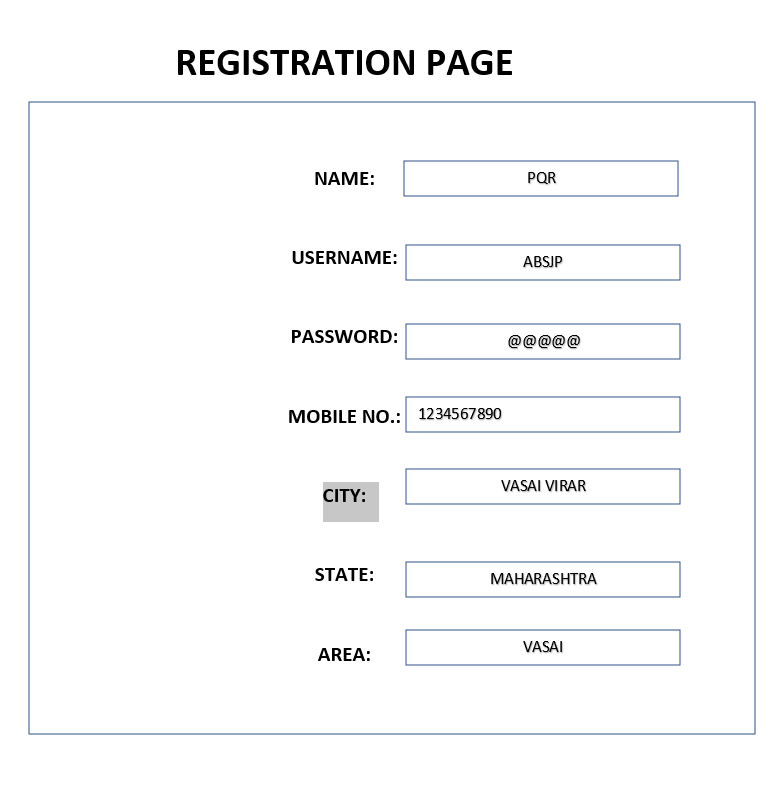 REGISTRATION PAGE
NAME: PQR
USERNAME: ABSJP
PASSWORD: @@@@@
MOBILE NO.: 1234567890
CITY: VASAI VIRAR
STATE: MAHARASHTRA
AREA: VASAI